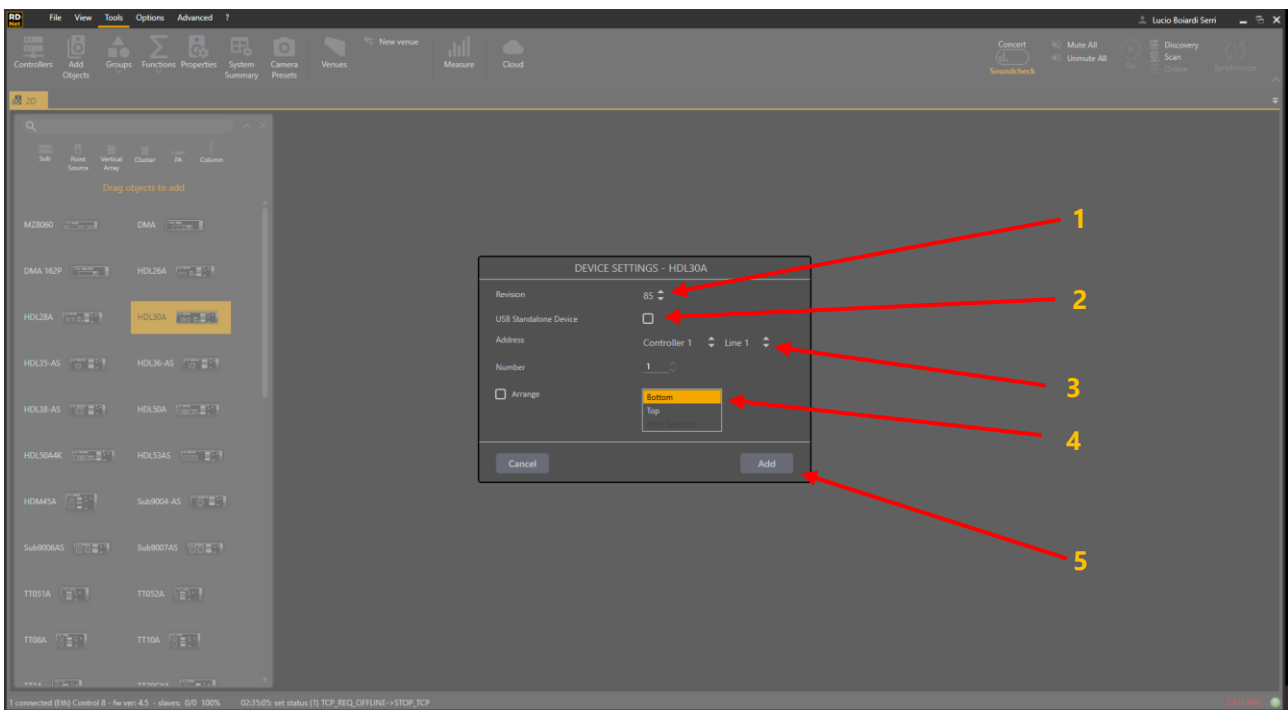 RD Net File View Tools Options Advanced ? Lucio Boiardi Serri
Controllers Add Objects Groups Functions Properties System Summary Camera Presets Venues New venue Measure Cloud Concert Soundcheck Mute All Unmute All Go Discovery Scan Online Synchronize
2D
Sub Point Source Vertical Array Cluster PA Column
Drag objects to add
MZ8060 DMA
DMA 162P HDL26A
HDL28A HDL30A
HDL35-AS HDL36-AS
HDL38-AS HDL50A
HDL50A4K HDL53AS
HDM45A Sub9004-AS
Sub9006AS Sub9007AS
TT051A TT052A
TT08A TT10A
DEVICE SETTINGS - HDL30A
Revision 85
USB Standalone Device
Address Controller 1 Line 1
Number 1
Arrange Bottom
Top
Cancel Add
1
2
3
4
5
1 connected (Eth) Control 8 - fw ver: 4.5 - slaves: 0/0 100% 02:35:05: set status (1) TCP_REQ_OFFLINE->STOP_TCP OFFLINE